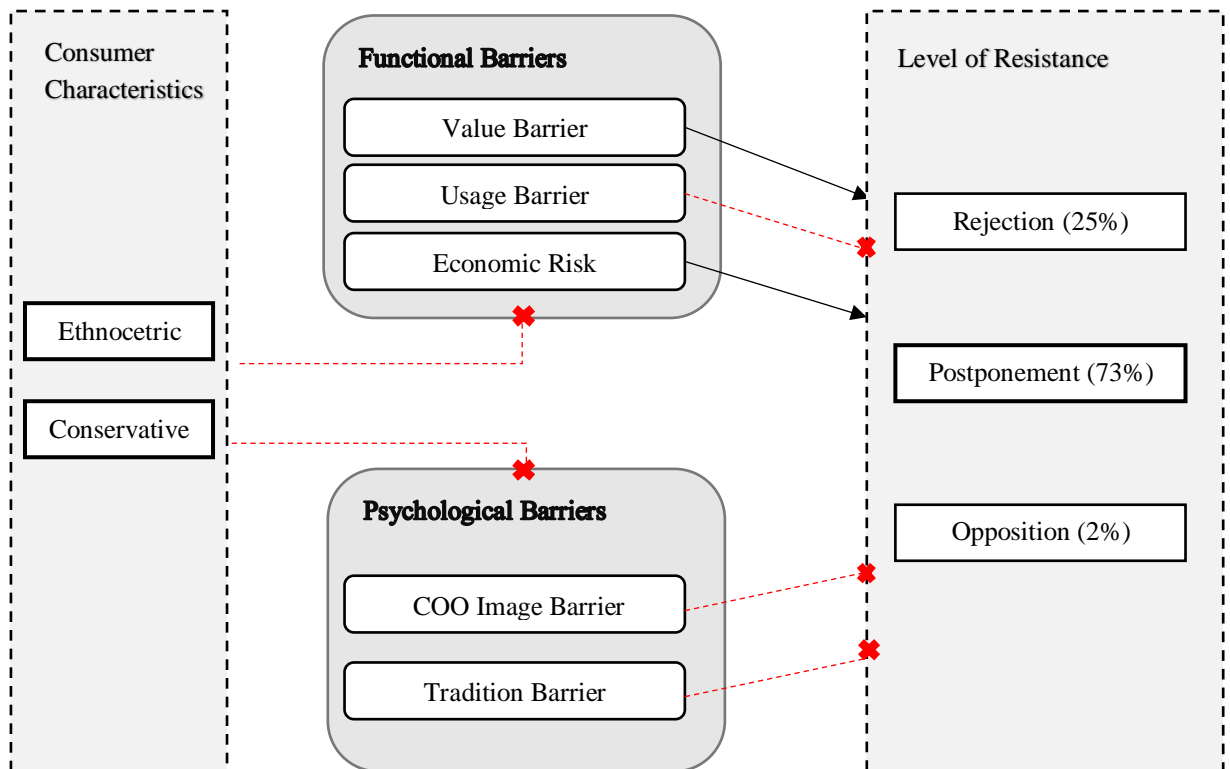 Consumer
Characteristics
Ethnocetric
Conservative
Functional Barriers
Value Barrier
Usage Barrier
Economic Risk
Psychological Barriers
COO Image Barrier
Tradition Barrier
Level of Resistance
Rejection (25%)
Postponement (73%)
Opposition (2%)